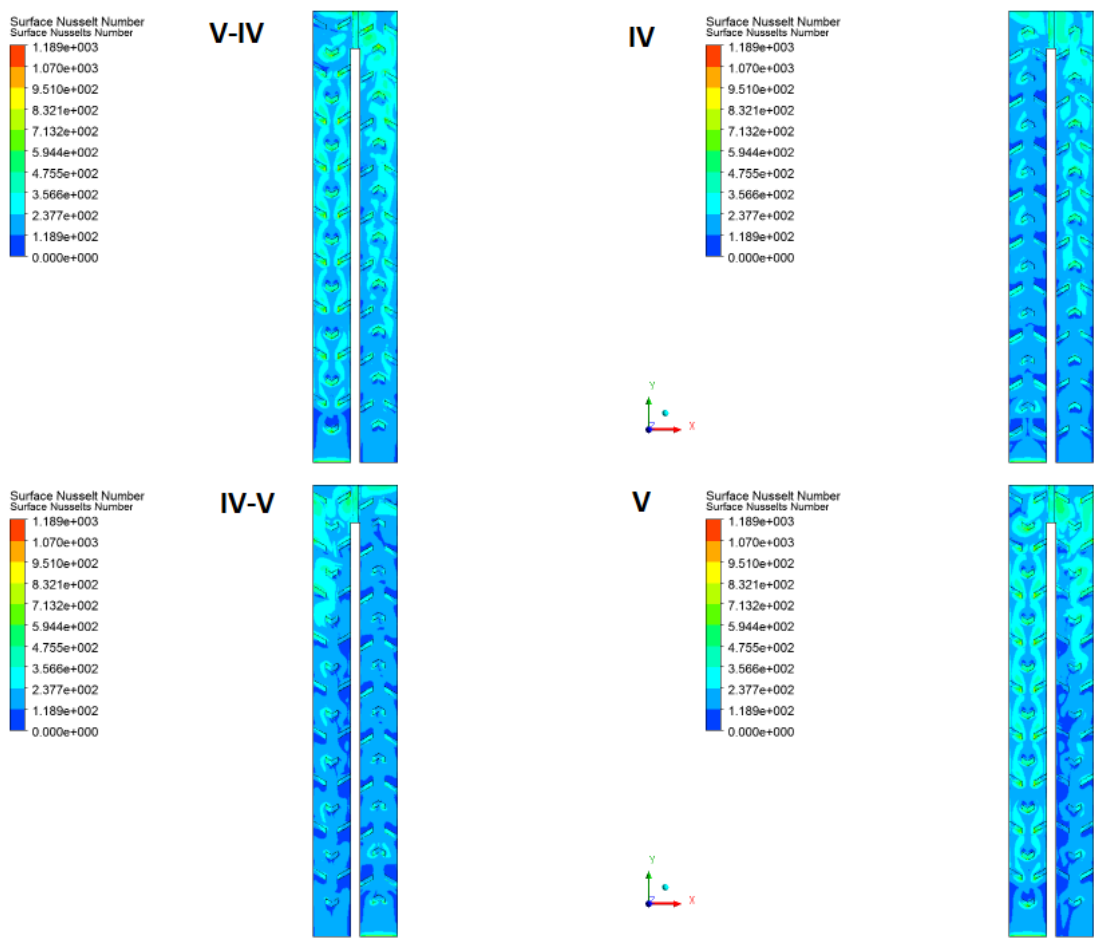 V-IV
Surface Nusselt Number
Surface Nusselts Number
1.189e+003
1.070e+003
9.510e+002
8.321e+002
7.132e+002
5.944e+002
4.755e+002
3.566e+002
2.377e+002
1.189e+002
0.000e+000
IV
Surface Nusselt Number
Surface Nusselts Number
1.189e+003
1.070e+003
9.510e+002
8.321e+002
7.132e+002
5.944e+002
4.755e+002
3.566e+002
2.377e+002
1.189e+002
0.000e+000
Y
Z
X
IV-V
Surface Nusselt Number
Surface Nusselts Number
1.189e+003
1.070e+003
9.510e+002
8.321e+002
7.132e+002
5.944e+002
4.755e+002
3.566e+002
2.377e+002
1.189e+002
0.000e+000
V
Surface Nusselt Number
Surface Nusselts Number
1.189e+003
1.070e+003
9.510e+002
8.321e+002
7.132e+002
5.944e+002
4.755e+002
3.566e+002
2.377e+002
1.189e+002
0.000e+000
Y
Z
X